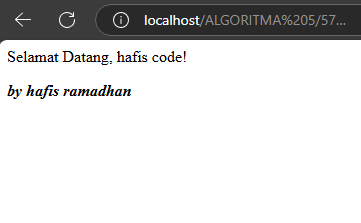 localhost/ALGORITMA%205/57...
Selamat Datang, hafis code!
by hafis ramadhan